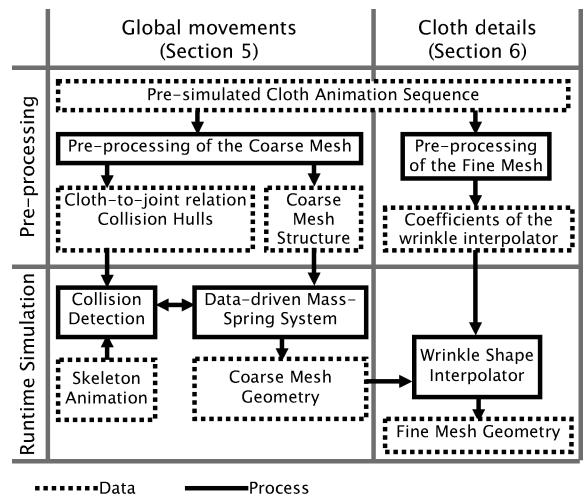 Global movements
(Section 5)
Cloth details
(Section 6)
Pre-processing
Pre-simulated Cloth Animation Sequence
Pre-processing of the Coarse Mesh
Pre-processing
of the Fine Mesh
Cloth-to-joint relation
Collision Hulls
Coarse
Mesh
Structure
Coefficients of the
wrinkle interpolator
Runtime Simulation
Collision
Detection
Data-driven Mass-
Spring System
Wrinkle Shape
Interpolator
Skeleton
Animation
Coarse Mesh
Geometry
Fine Mesh Geometry
Data
Process